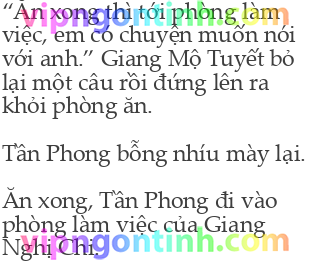 “Ăn xong thì tới phòng làm
việc, em có chuyện muốn nói
với anh.” Giang Mộ Tuyết bỏ
lại một câu rồi đứng lên ra
khỏi phòng ăn.
Tần Phong bỗng nhíu mày lại.
Ăn xong, Tần Phong đi vào
phòng làm việc của Giang
Nghi Chi.
vipngontinh.com
vipngontinh.com